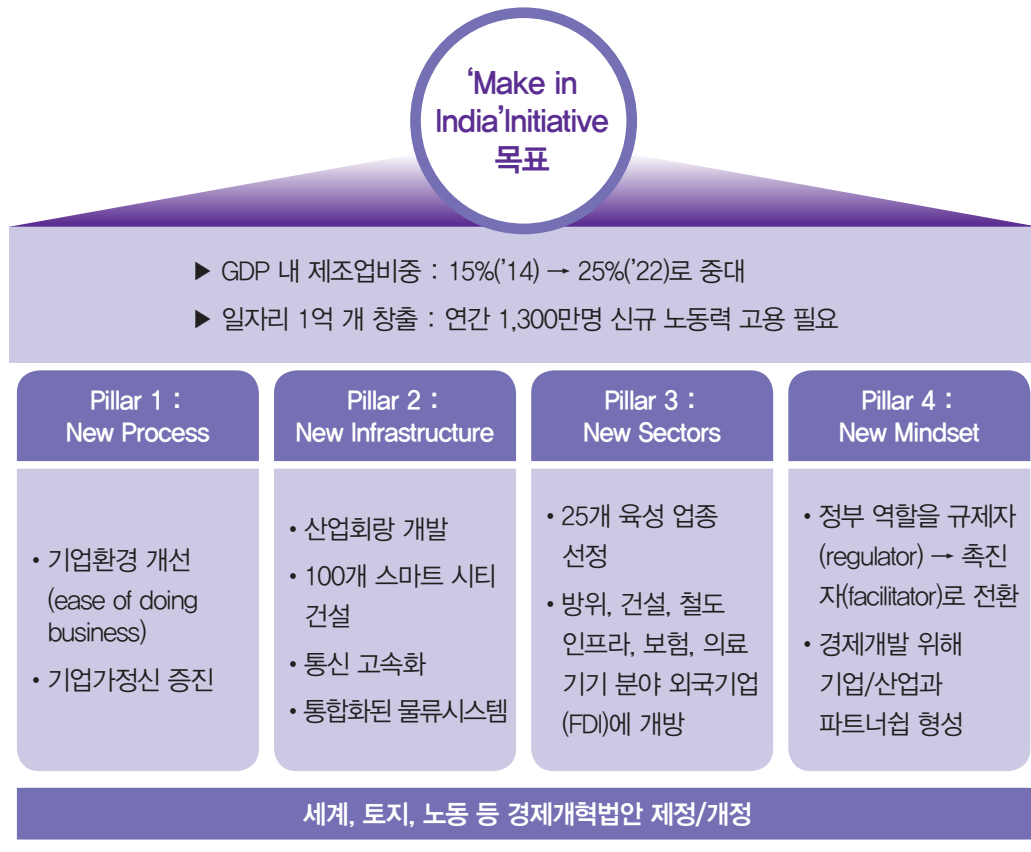 ‘Make in
India’Initiative
목표
▶ GDP 내 제조업비중 : 15%(’14) → 25%(’22)로 중대
▶ 일자리 1억 개 창출 : 연간 1,300만명 신규 노동력 고용 필요
Pillar 1 :
New Process
• 기업환경 개선
(ease of doing
business)
• 기업가정신 증진
Pillar 2 :
New Infrastructure
• 산업회랑 개발
• 100개 스마트 시티
건설
• 통신 고속화
• 통합화된 물류시스템
Pillar 3 :
New Sectors
• 25개 육성 업종
선정
• 방위, 건설, 철도
인프라, 보험, 의료
기기 분야 외국기업
(FDI)에 개방
Pillar 4 :
New Mindset
• 정부 역할을 규제자
(regulator) → 촉진
자(facilitator)로 전환
• 경제개발 위해
기업/산업과
파트너쉽 형성
세계, 토지, 노동 등 경제개혁법안 제정/개정